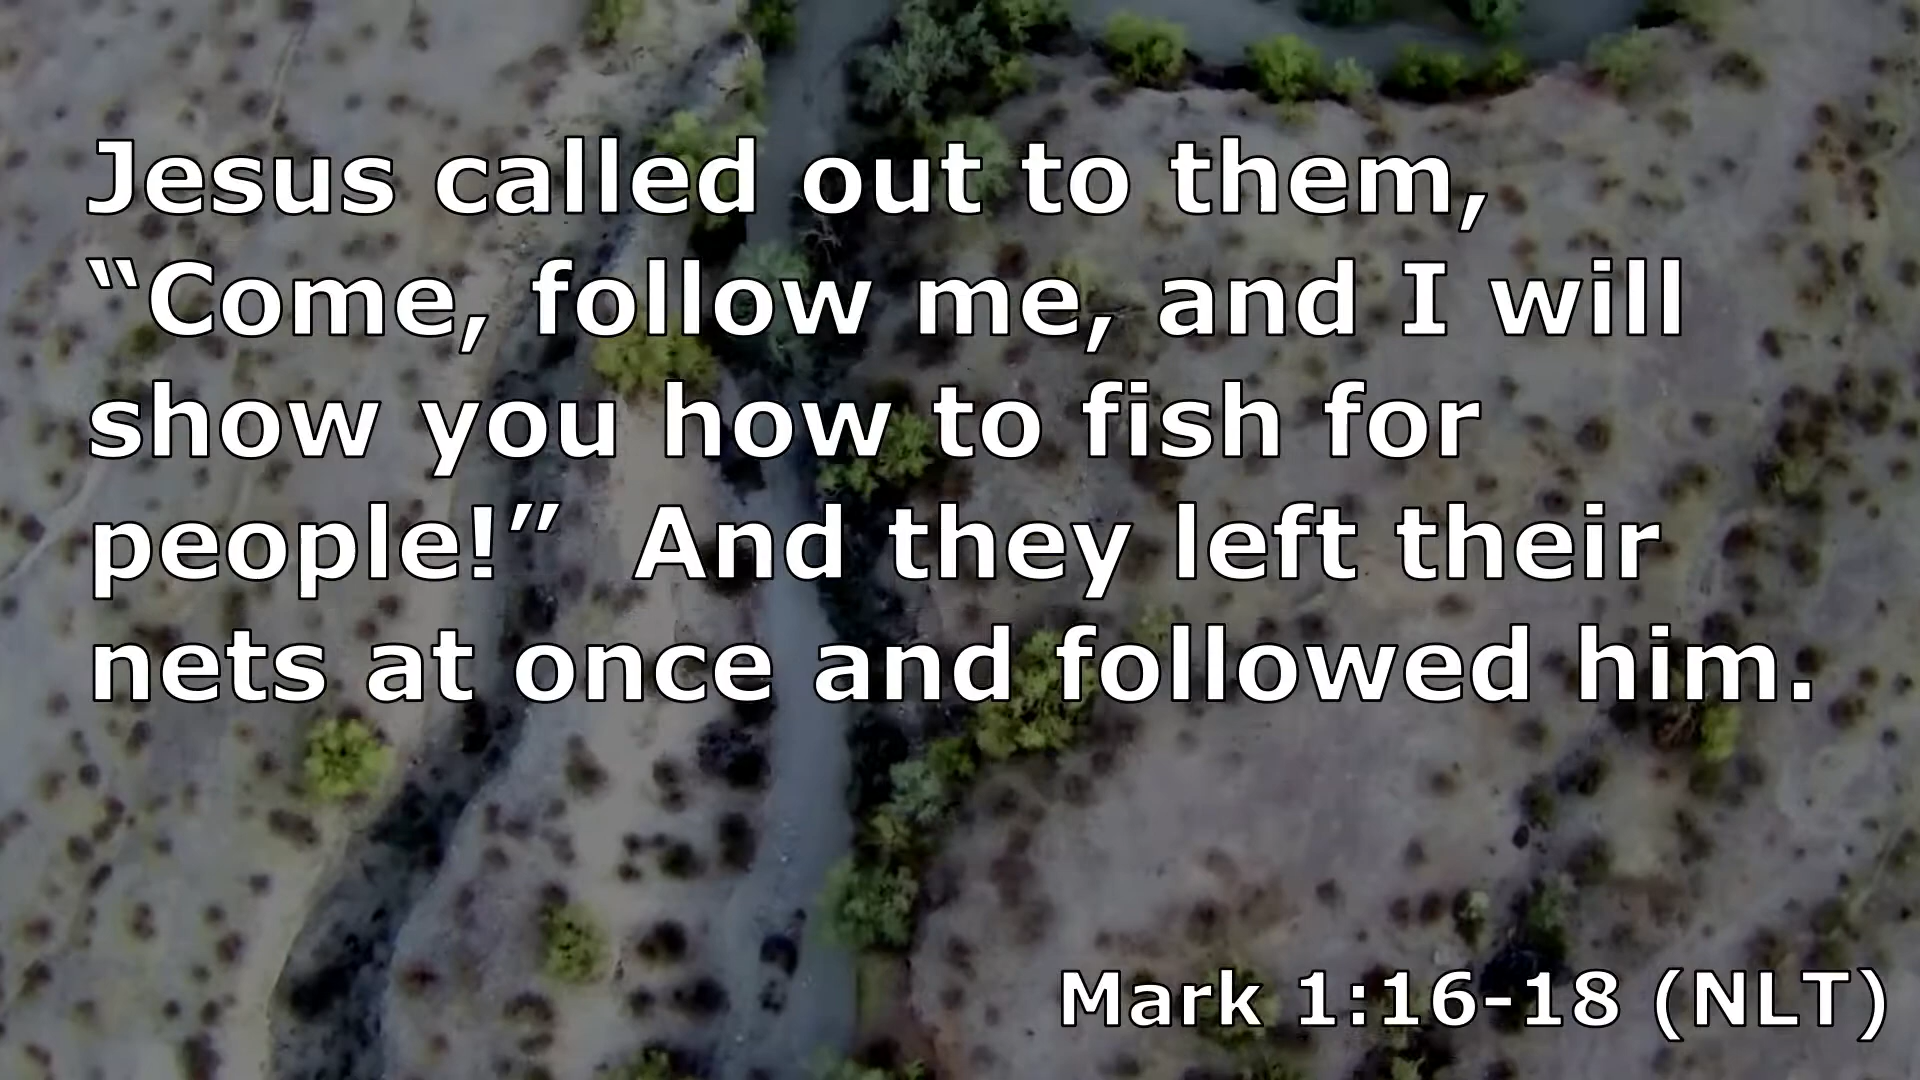 Jesus called out to them,
“Come, follow me, and I will
show you how to fish for
people!”  And they left their
nets at once and followed him.
Mark 1:16-18 (NLT)